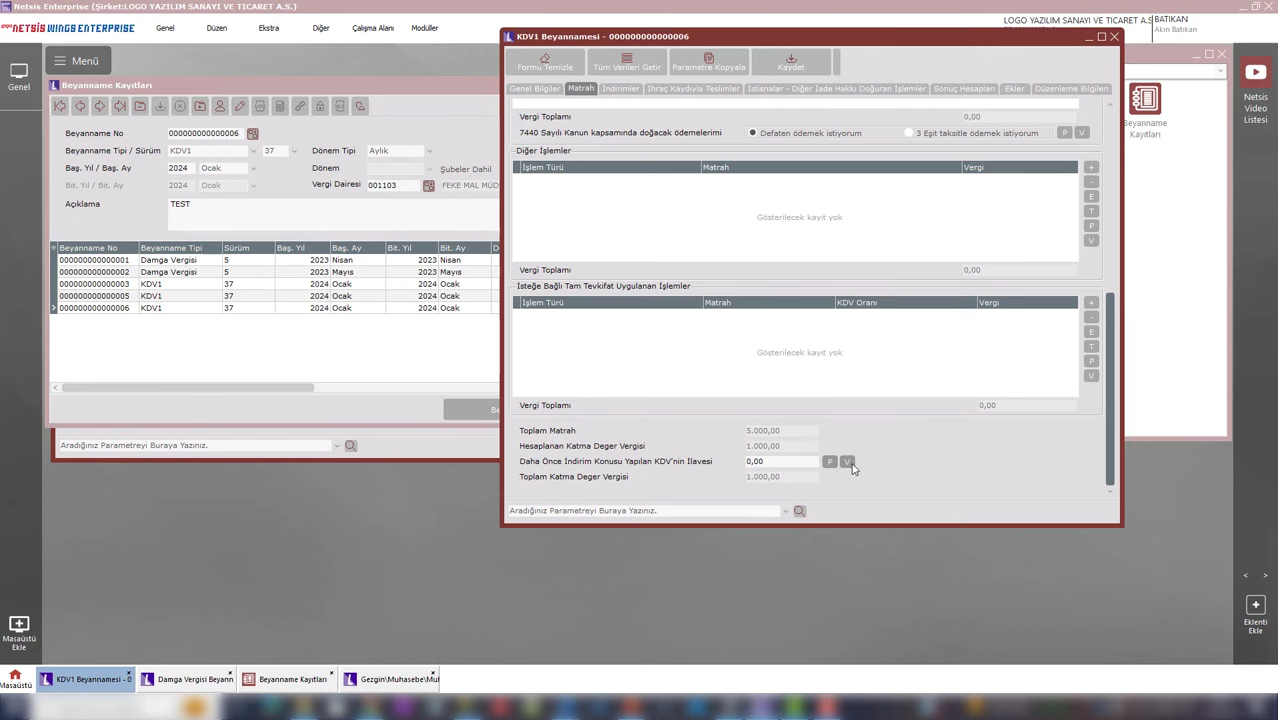 NETSIS ENTERPRISE (Şirket:LOGO YAZILIM SANAYI VE TICARET A.S.)
NETSIS WINGS ENTERPRISE
Genel
Düzen
Ekstra
Diğer
Çalışma Alanı
Modüller
LOGO YAZILIM SANAYI VE TICARET A.S
BATIKAN
Akın Batıkan
Genel
Menü
Beyanname Kayıtları
Beyanname No 000000000000006
Beyanname Tipi / Sürüm KDV1 37 Dönem Tipi Aylık
Baş. Yıl / Baş. Ay 2024 Ocak Dönem Şubeler Dahil
Bit. Yıl / Bit. Ay 2024 Ocak Vergi Dairesi 001103 FEKE MAL MÜD
Açıklama TEST
Beyanname No Beyanname Tipi Sürüm Baş. Yıl Baş. Ay Bit. Yıl Bit. Ay
000000000000001 Damga Vergisi 5 2023 Nisan 2023 Nisan
000000000000002 Damga Vergisi 5 2023 Mayıs 2023 Mayıs
000000000000003 KDV1 37 2024 Ocak 2024 Ocak
000000000000005 KDV1 37 2024 Ocak 2024 Ocak
000000000000006 KDV1 37 2024 Ocak 2024 Ocak
Aradığınız Parametreyi Buraya Yazınız.
KDV1 Beyannamesi - 000000000000006
Formu Temizle
Tüm Verileri Getir
Parametre Kopyala
Kaydet
Genel Bilgiler
Matrah
İndirimler
İhraç Kaydıyla Teslimler
İstisnalar - Diğer İade Hakkı Doğuran İşlemler
Sonuç Hesapları
Ekler
Düzenleme Bilgileri
Vergi Toplamı 0,00
7440 Sayılı Kanun kapsamında doğacak ödemelerimi Defaten ödemek istiyorum 3 Eşit taksitle ödemek istiyorum P V
Diğer İşlemler
İşlem Türü Matrah Vergi
+
-
E
T
P
V
Gösterilecek kayıt yok
Vergi Toplamı 0,00
İsteğe Bağlı Tam Tevkifat Uygulanan İşlemler
İşlem Türü Matrah KDV Oranı Vergi
+
-
E
T
P
V
Gösterilecek kayıt yok
Vergi Toplamı 0,00
Toplam Matrah 5.000,00
Hesaplanan Katma Deger Vergisi 1.000,00
Daha Önce İndirim Konusu Yapılan KDV'nin İlavesi 0,00 P V
Toplam Katma Deger Vergisi 1.000,00
Aradığınız Parametreyi Buraya Yazınız.
Beyanname
Kayıtları
Netsis
Video
Listesi
Eklenti
Ekle
Masaüstü
Ekle
Masaüstü
KDV1 Beyannamesi - 0
Damga Vergisi Beyann
Beyanname Kayıtları
Gezgin\Muhasebe\Mul